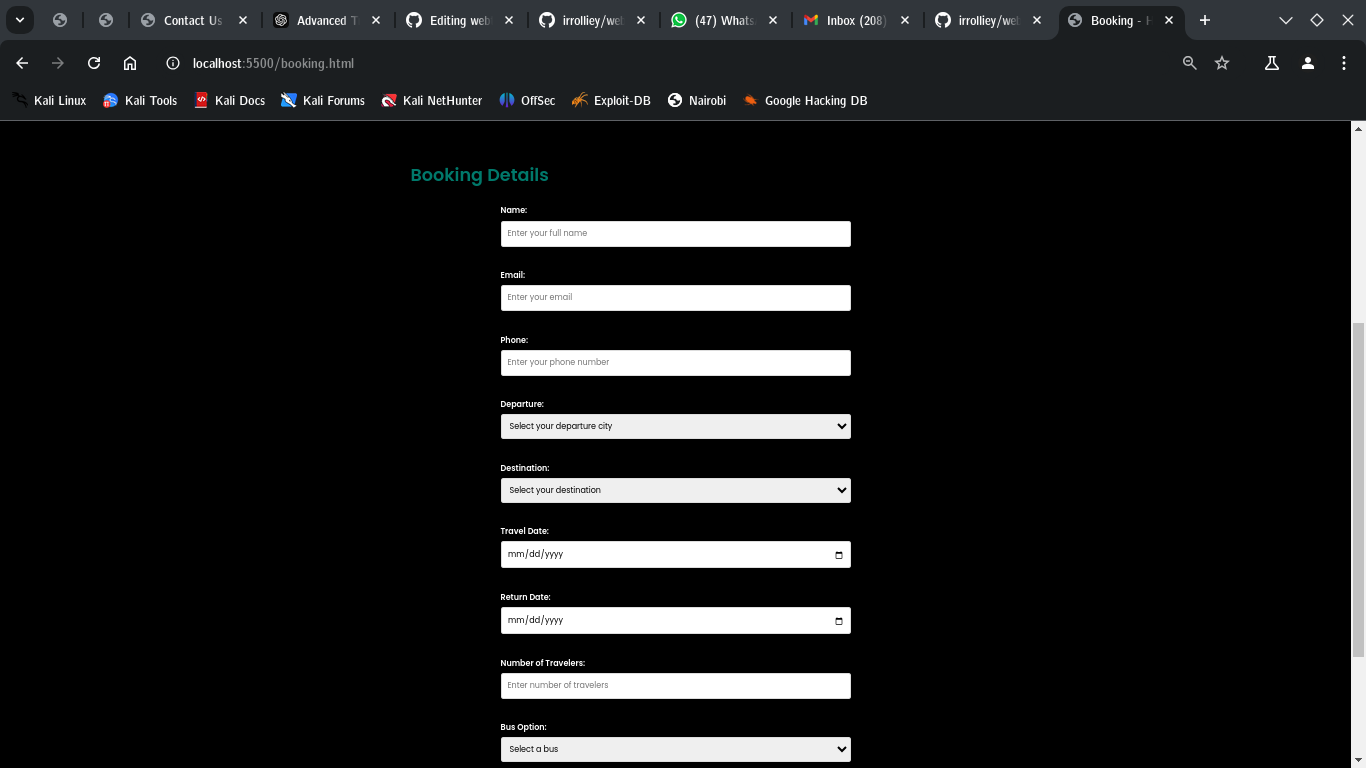 Contact Us
Advanced T
Editing web
irrolliey/web
(47) Whats
Inbox (208)
irrolliey/web
Booking - H
localhost:5500/booking.html
Kali Linux
Kali Tools
Kali Docs
Kali Forums
Kali NetHunter
OffSec
Exploit-DB
Nairobi
Google Hacking DB
Booking Details
Name:
Enter your full name
Email:
Enter your email
Phone:
Enter your phone number
Departure:
Select your departure city
Destination:
Select your destination
Travel Date:
mm/dd/yyyy
Return Date:
mm/dd/yyyy
Number of Travelers:
Enter number of travelers
Bus Option:
Select a bus